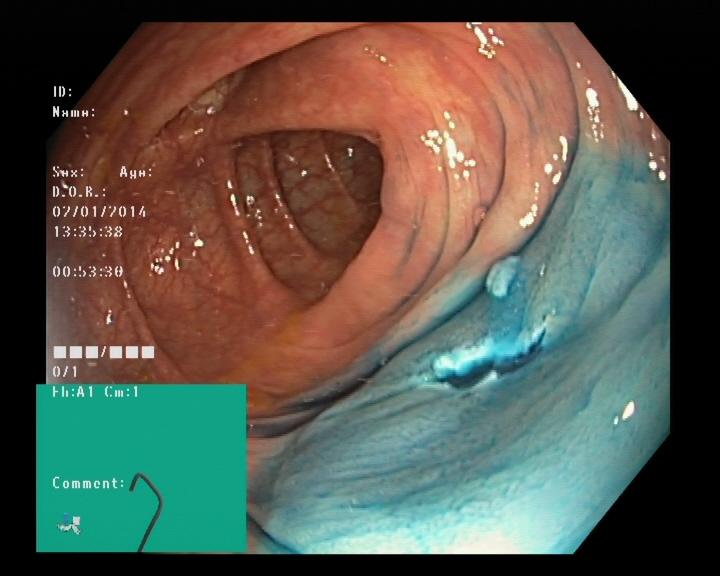 ID:
Name:
Sex: Age:
D.O.B.:
02/01/2014
13:35:38
00:53:30
■■■/■■■
0/1
Eh:A1 Cm:1
Comment: